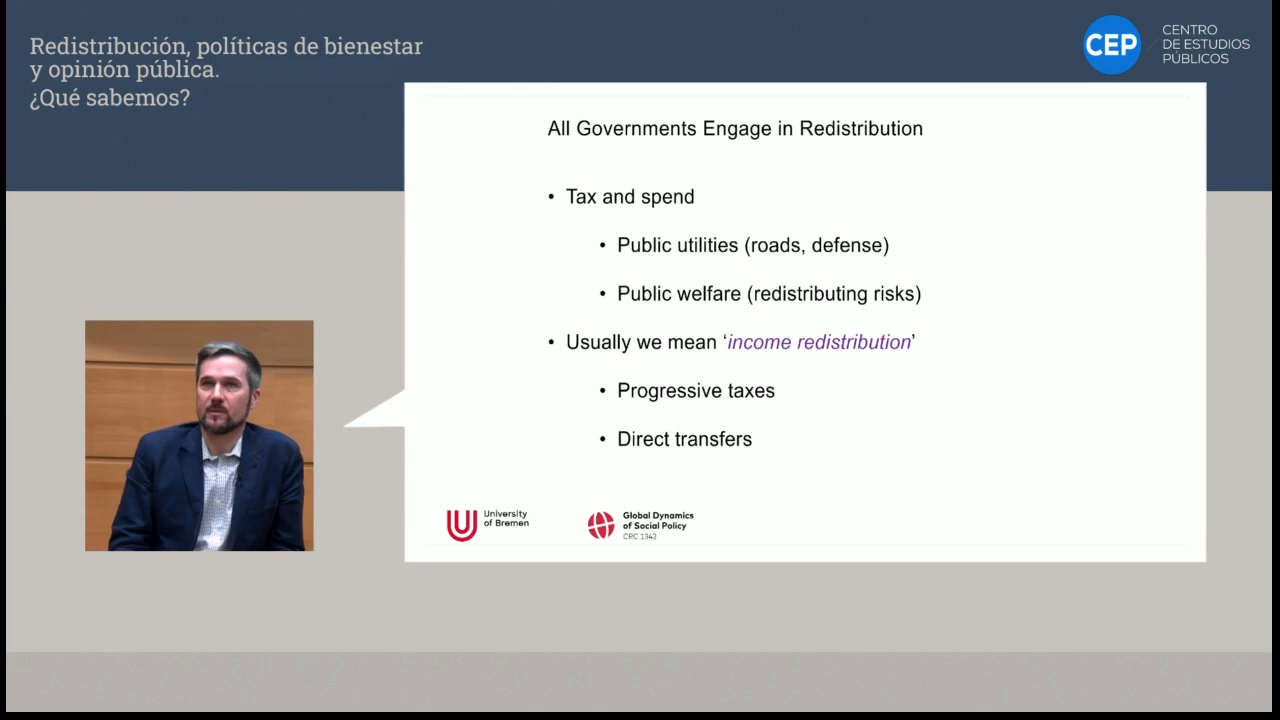 Redistribución, políticas de bienestar
y opinión pública.
¿Qué sabemos?
CEP
CENTRO
DE ESTUDIOS
PÚBLICOS
All Governments Engage in Redistribution
• Tax and spend
• Public utilities (roads, defense)
• Public welfare (redistributing risks)
• Usually we mean ‘income redistribution’
• Progressive taxes
• Direct transfers
University
of Bremen
Global Dynamics
of Social Policy
CRC 1342